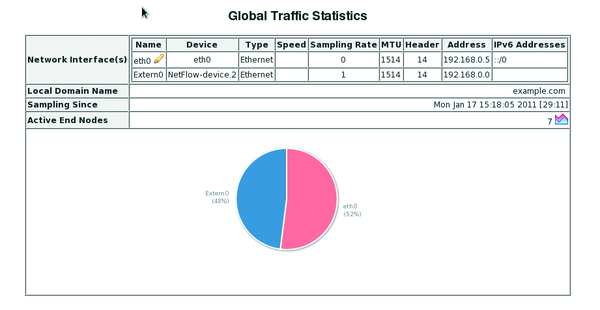 Global Traffic Statistics
Network Interface(s)
Name Device Type Speed Sampling Rate MTU Header Address IPv6 Addresses
eth0 eth0 Ethernet 0 1514 14 192.168.0.5 ::/0
Extern0 NetFlow-device.2 Ethernet 1 1514 14 192.168.0.0
Local Domain Name example.com
Sampling Since Mon Jan 17 15:18:05 2011 [29:11]
Active End Nodes 7
Extern0
(48%)
eth0
(52%)